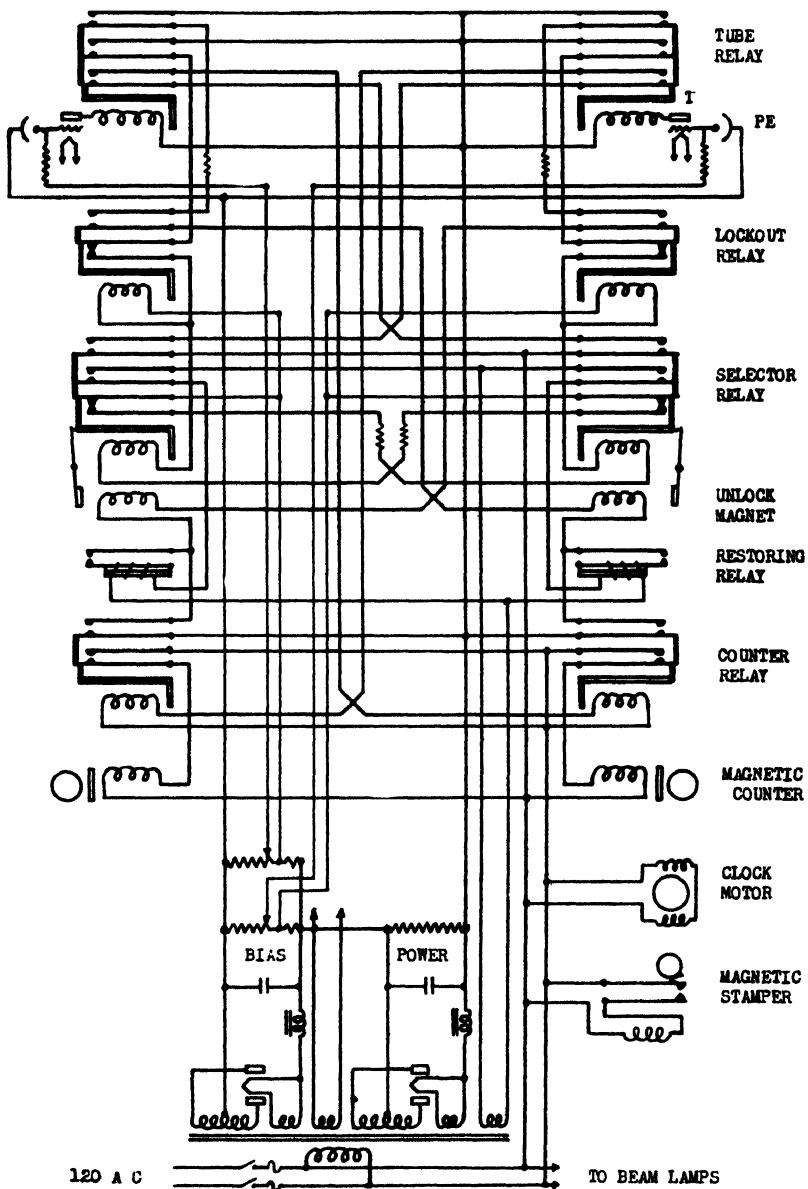 TUBE
RELAY
T
PE
LOCKOUT
RELAY
SELECTOR
RELAY
UNLOCK
MAGNET
RESTORING
RELAY
COUNTER
RELAY
MAGNETIC
COUNTER
CLOCK
MOTOR
BIAS
POWER
MAGNETIC
STAMPER
120 A C
TO BEAM LAMPS